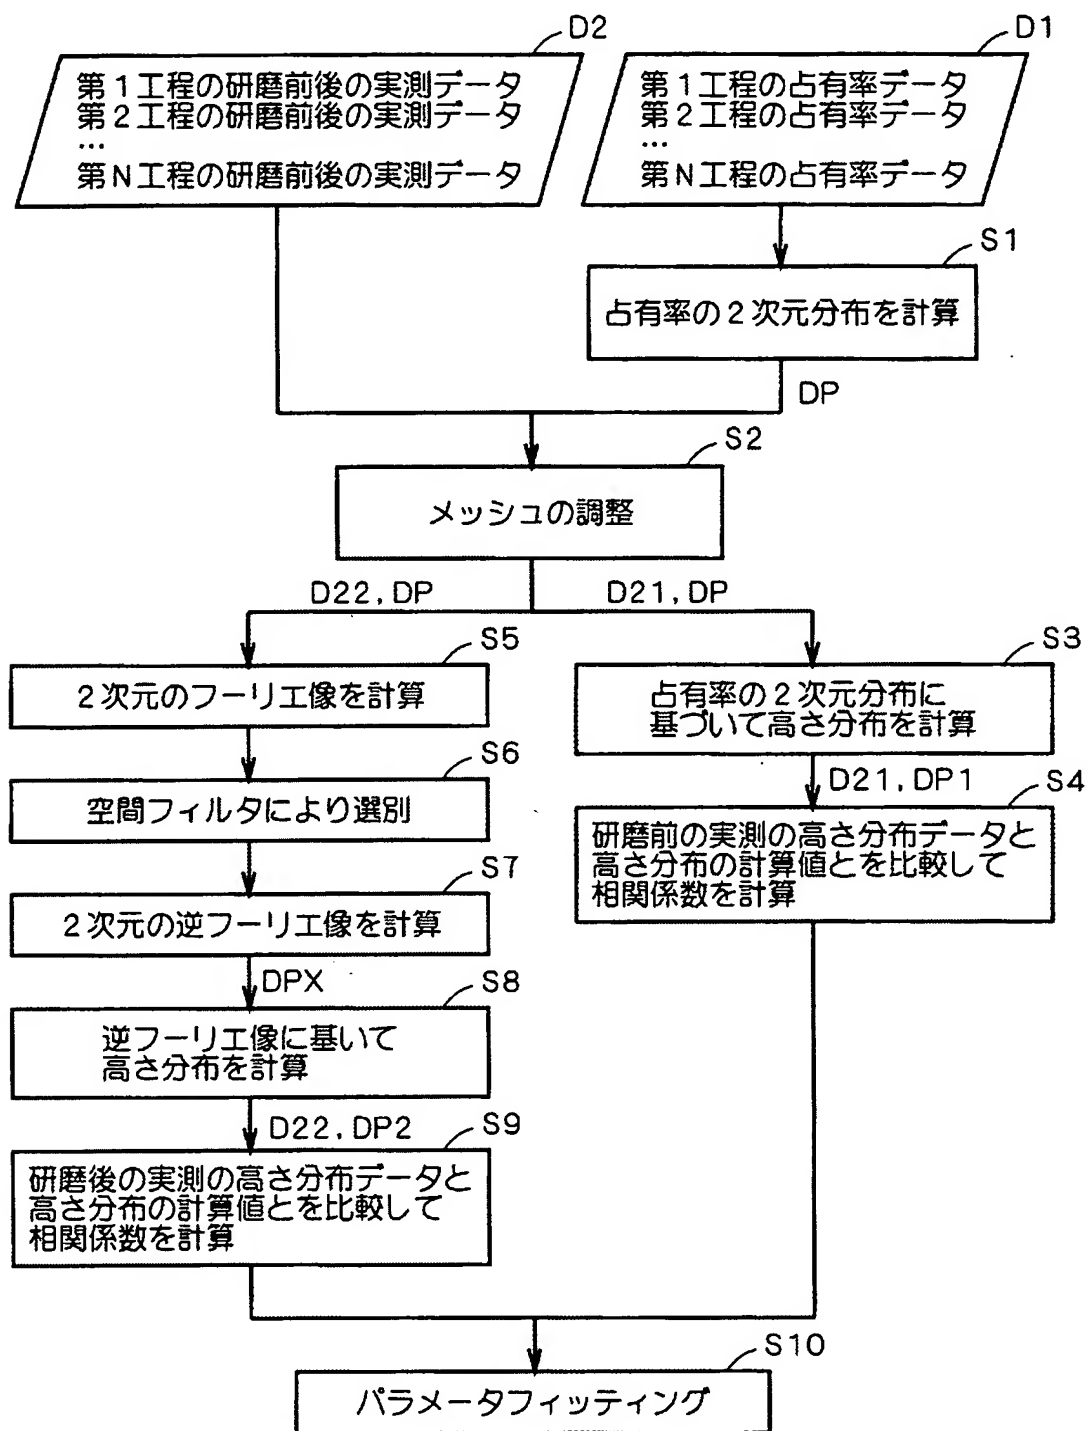 D2
第1工程の研磨前後の実測データ
第2工程の研磨前後の実測データ
…
第N工程の研磨前後の実測データ
D1
第1工程の占有率データ
第2工程の占有率データ
…
第N工程の占有率データ
S1
占有率の2次元分布を計算
DP
S2
メッシュの調整
D22,DP
D21,DP
S5
2次元のフーリエ像を計算
S6
空間フィルタにより選別
S7
2次元の逆フーリエ像を計算
DPX
S8
逆フーリエ像に基いて
高さ分布を計算
D22,DP2
S9
研磨後の実測の高さ分布データと
高さ分布の計算値とを比較して
相関係数を計算
S3
占有率の2次元分布に
基づいて高さ分布を計算
D21,DP1
S4
研磨前の実測の高さ分布データと
高さ分布の計算値とを比較して
相関係数を計算
S10
パラメータフィッティング